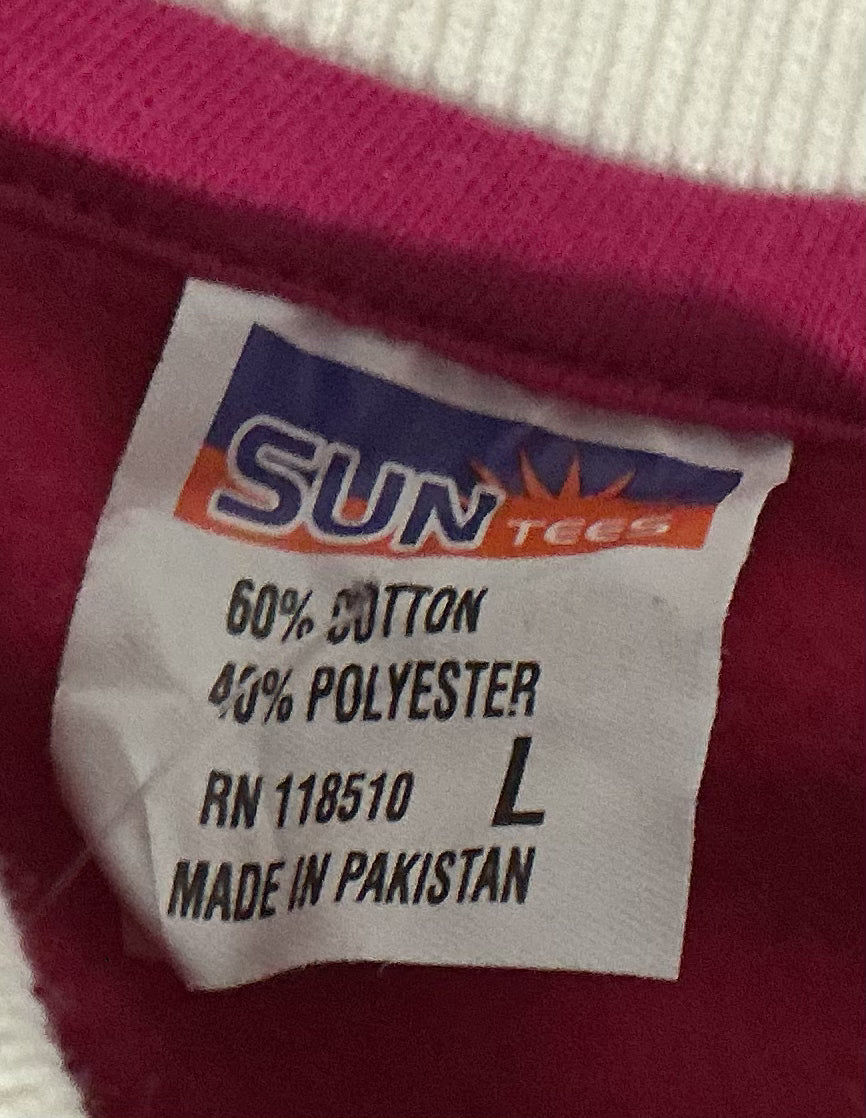 SUN TEES
60% COTTON
40% POLYESTER
RN 118510 L
MADE IN PAKISTAN